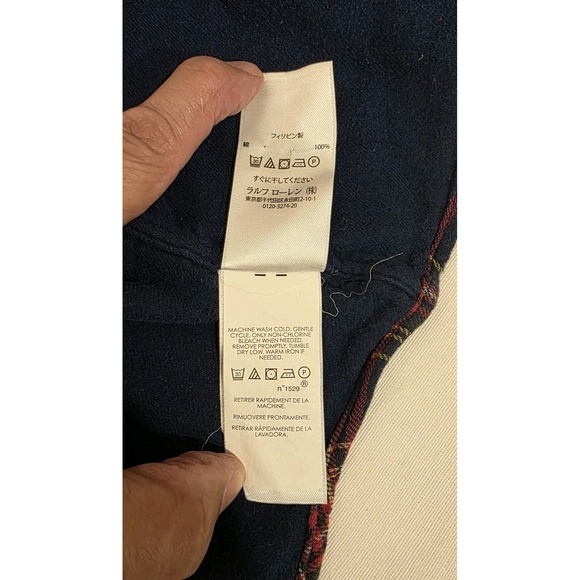 フィリピン製
綿 100%
すぐに干してください
ラルフ ローレン (株)
東京都千代田区永田町2-10-1
0120-3274-20
MACHINE WASH COLD. GENTLE
CYCLE. ONLY NON-CHLORINE
BLEACH WHEN NEEDED.
REMOVE PROMPTLY. TUMBLE
DRY LOW. WARM IRON IF
NEEDED.
n°1529 ®
RETIRER RAPIDEMENT DE LA
MACHINE.
RIMUOVERE PRONTAMENTE.
RETIRAR RÁPIDAMENTE DE LA
LAVADORA.